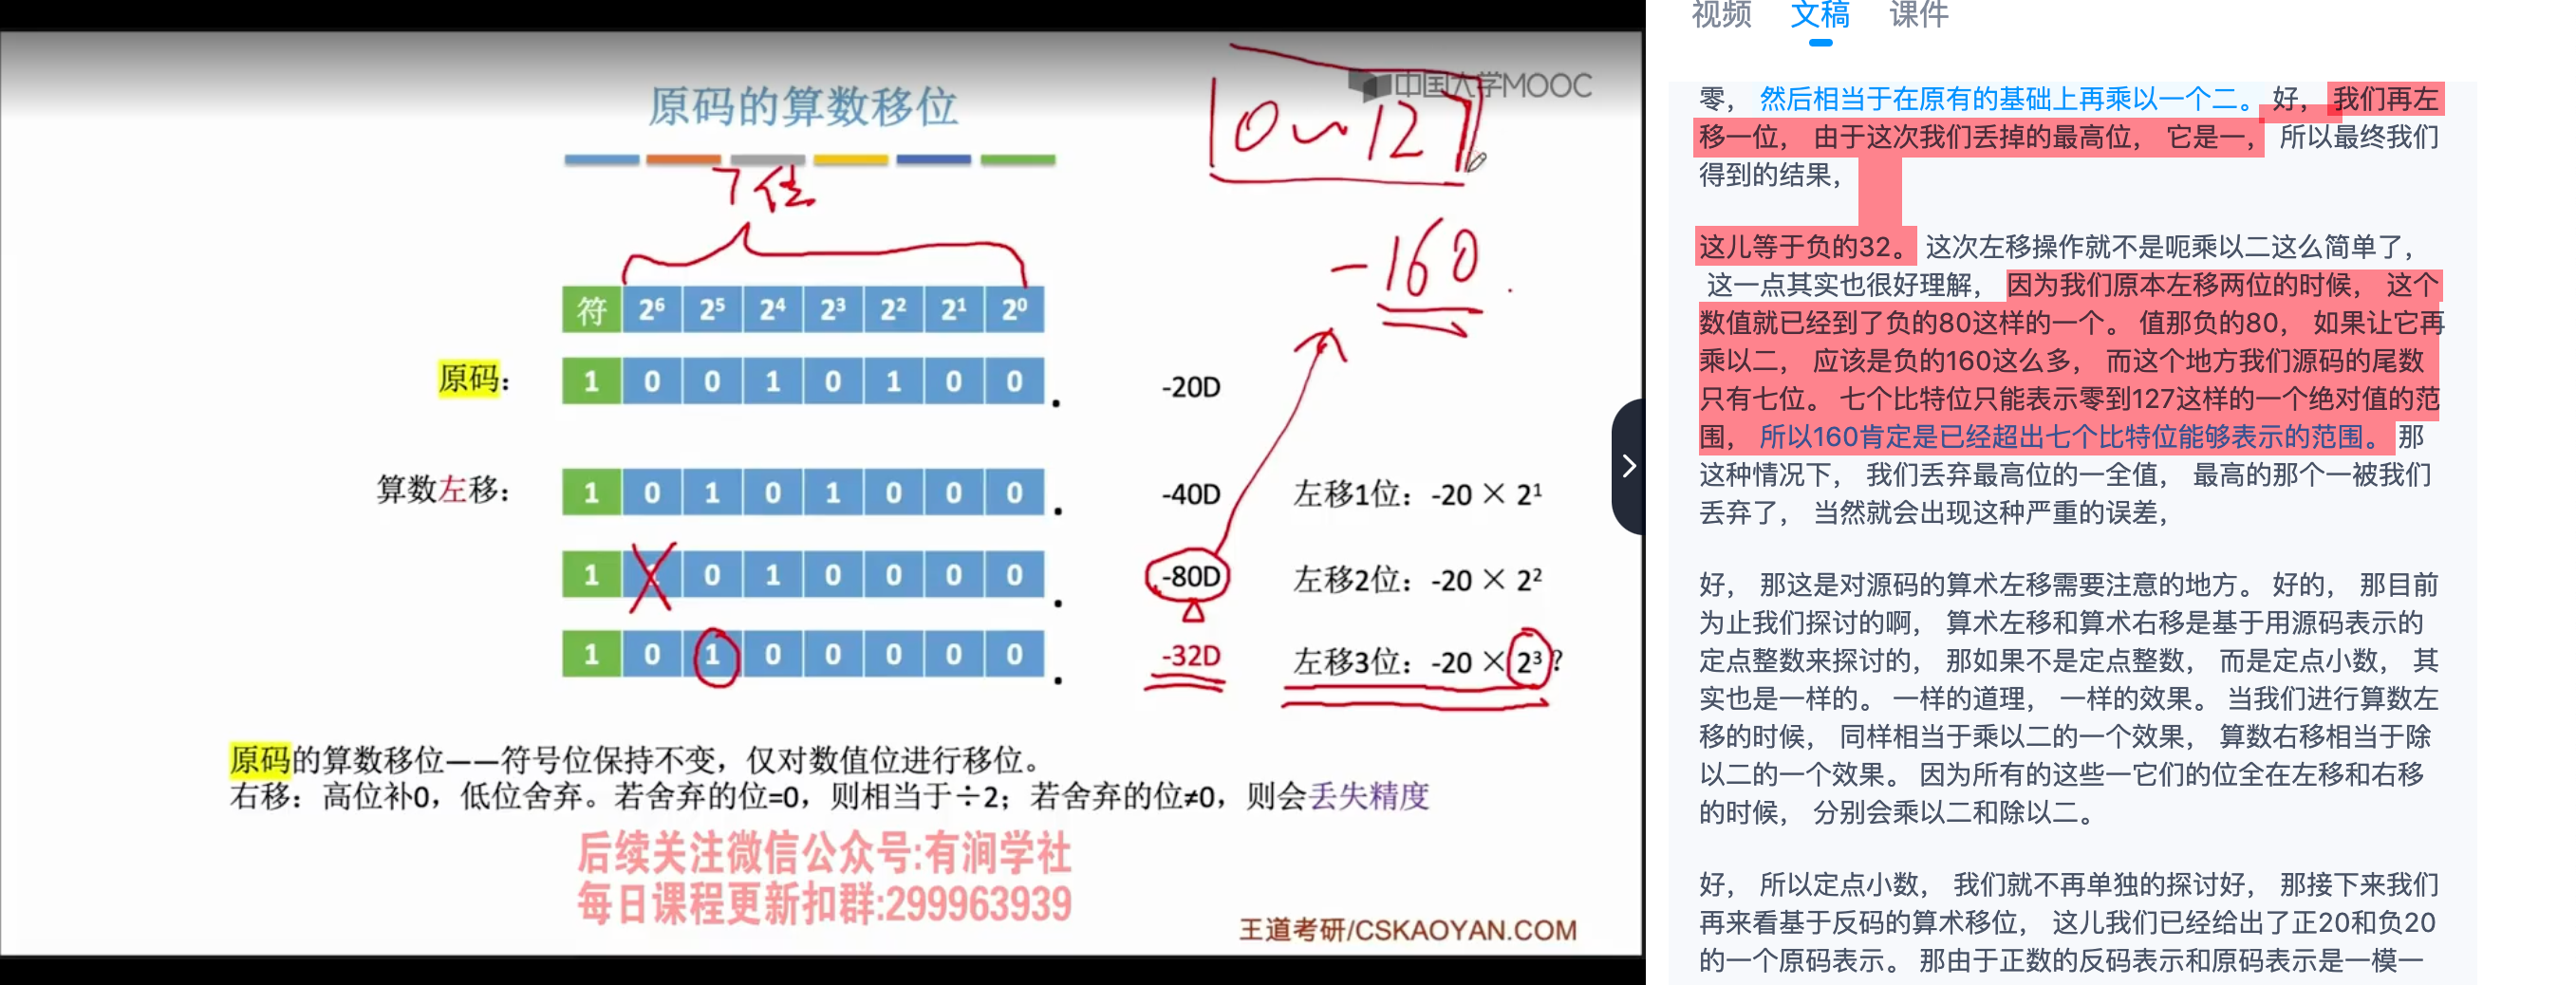 中国大学MOOC
原码的算数移位
0~127
7位
-160
符 2⁶ 2⁵ 2⁴ 2³ 2² 2¹ 2⁰
原码： 1 0 0 1 0 1 0 0 . -20D
算数左移： 1 0 1 0 1 0 0 0 . -40D 左移1位：-20 × 2¹
1 0 1 0 0 0 0 . -80D 左移2位：-20 × 2²
1 0 1 0 0 0 0 0 . -32D 左移3位：-20 × 2³?
原码的算数移位——符号位保持不变，仅对数值位进行移位。
右移：高位补0，低位舍弃。若舍弃的位=0，则相当于÷2；若舍弃的位≠0，则会丢失精度
后续关注微信公众号:有涧学社
每日课程更新扣群:299963939
王道考研/CSKAOYAN.COM
视频 文稿 课件
零， 然后相当于在原有的基础上再乘以一个二。 好， 我们再左
移一位， 由于这次我们丢掉的最高位， 它是一， 所以最终我们
得到的结果，
这儿等于负的32。 这次左移操作就不是呃乘以二这么简单了，
这一点其实也很好理解， 因为我们原本左移两位的时候， 这个
数值就已经到了负的80这样的一个。 值那负的80， 如果让它再
乘以二， 应该是负的160这么多， 而这个地方我们源码的尾数
只有七位。 七个比特位只能表示零到127这样的一个绝对值的范
围， 所以160肯定是已经超出七个比特位能够表示的范围。 那
这种情况下， 我们丢弃最高位的一全值， 最高的那个一被我们
丢弃了， 当然就会出现这种严重的误差，
好， 那这是对源码的算术左移需要注意的地方。 好的， 那目前
为止我们探讨的啊， 算术左移和算术右移是基于用源码表示的
定点整数来探讨的， 那如果不是定点整数， 而是定点小数， 其
实也是一样的。 一样的道理， 一样的效果。 当我们进行算数左
移的时候， 同样相当于乘以二的一个效果， 算数右移相当于除
以二的一个效果。 因为所有的这些一它们的位全在左移和右移
的时候， 分别会乘以二和除以二。
好， 所以定点小数， 我们就不再单独的探讨好， 那接下来我们
再来看基于反码的算术移位， 这儿我们已经给出了正20和负20
的一个原码表示。 那由于正数的反码表示和原码表示是一模一